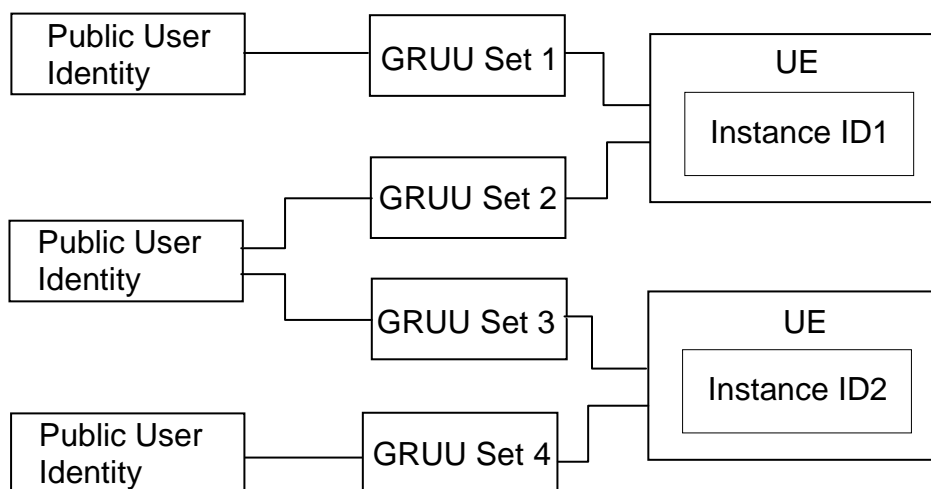 Public User
Identity
GRUU Set 1
UE
Instance ID1
GRUU Set 2
Public User
Identity
GRUU Set 3
UE
Instance ID2
Public User
Identity
GRUU Set 4